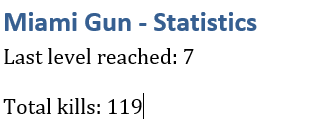 Miami Gun - Statistics
Last level reached: 7
Total kills: 119